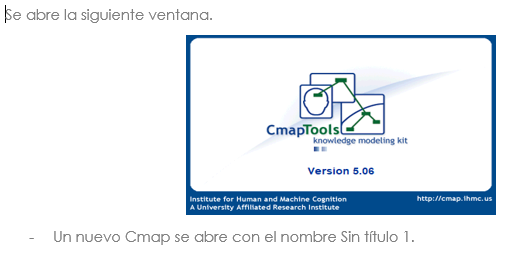 Se abre la siguiente ventana.
CmapTools
knowledge modeling kit
Version 5.06
Institute for Human and Machine Cognition
A University Affiliated Research Institute
http://cmap.ihmc.us
- Un nuevo Cmap se abre con el nombre Sin título 1.